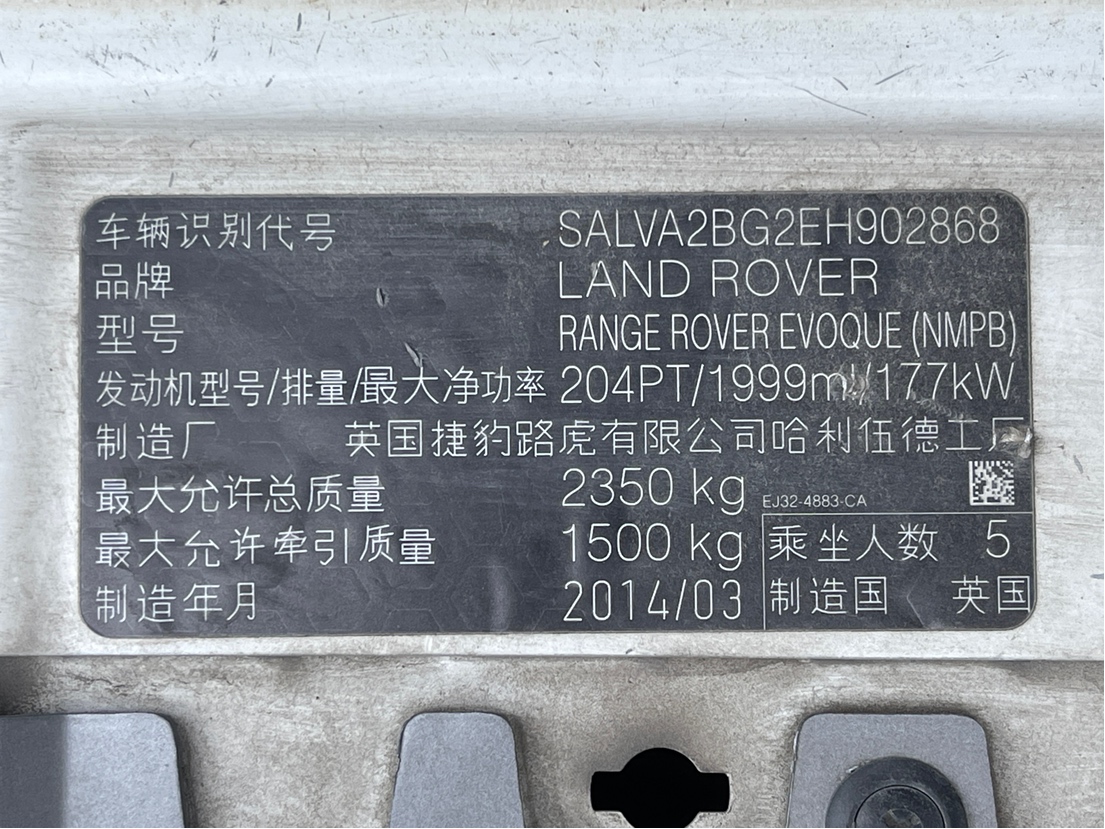 车辆识别代号 SALVA2BG2EH902868
品牌 LAND ROVER
型号 RANGE ROVER EVOQUE (NMPB)
发动机型号/排量/最大净功率 204PT/1999ml/177kW
制造厂 英国捷豹路虎有限公司哈利伍德工厂
最大允许总质量 2350 kg EJ32-4883-CA
最大允许牵引质量 1500 kg 乘坐人数 5
制造年月 2014/03 制造国 英国